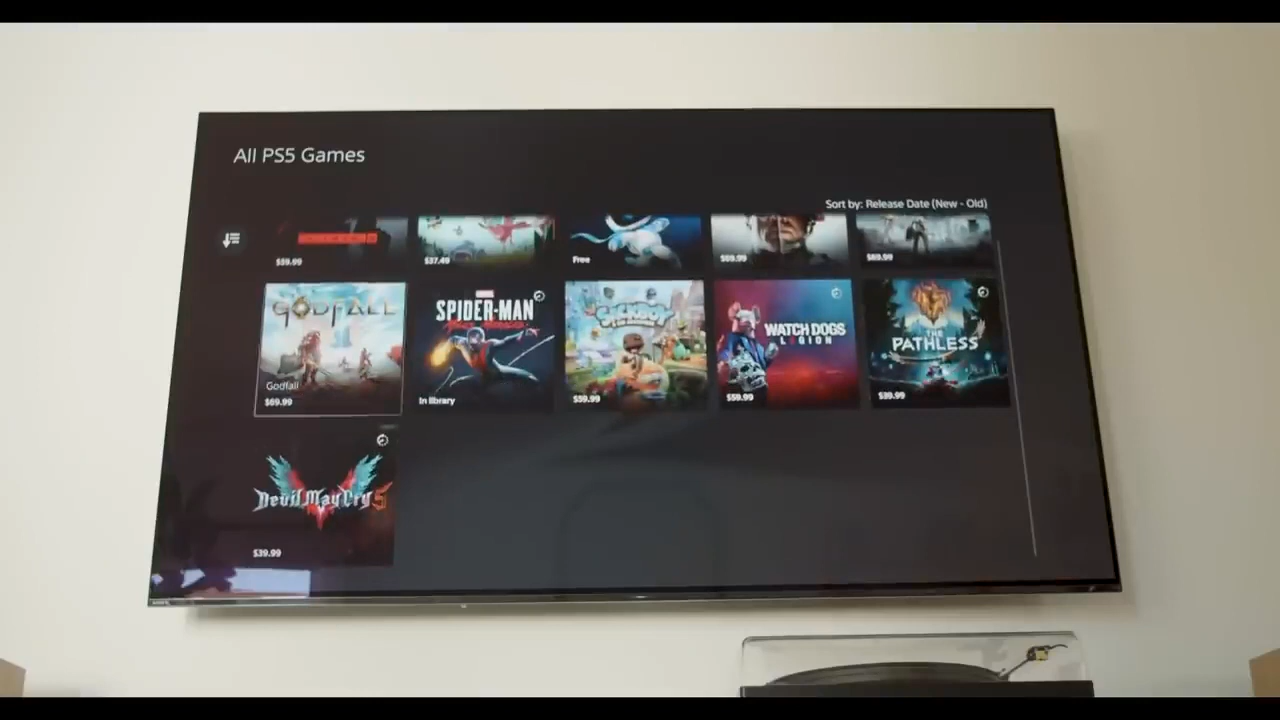 All PS5 Games
Sort by: Release Date (New - Old)
$59.99
$37.49
Free
$59.99
$69.99
GODFALL
Godfall
$69.99
MARVEL
SPIDER-MAN
In library
SACKBOY
$59.99
WATCH DOGS
LEGION
$59.99
THE
PATHLESS
$39.99
Devil May Cry 5
$39.99